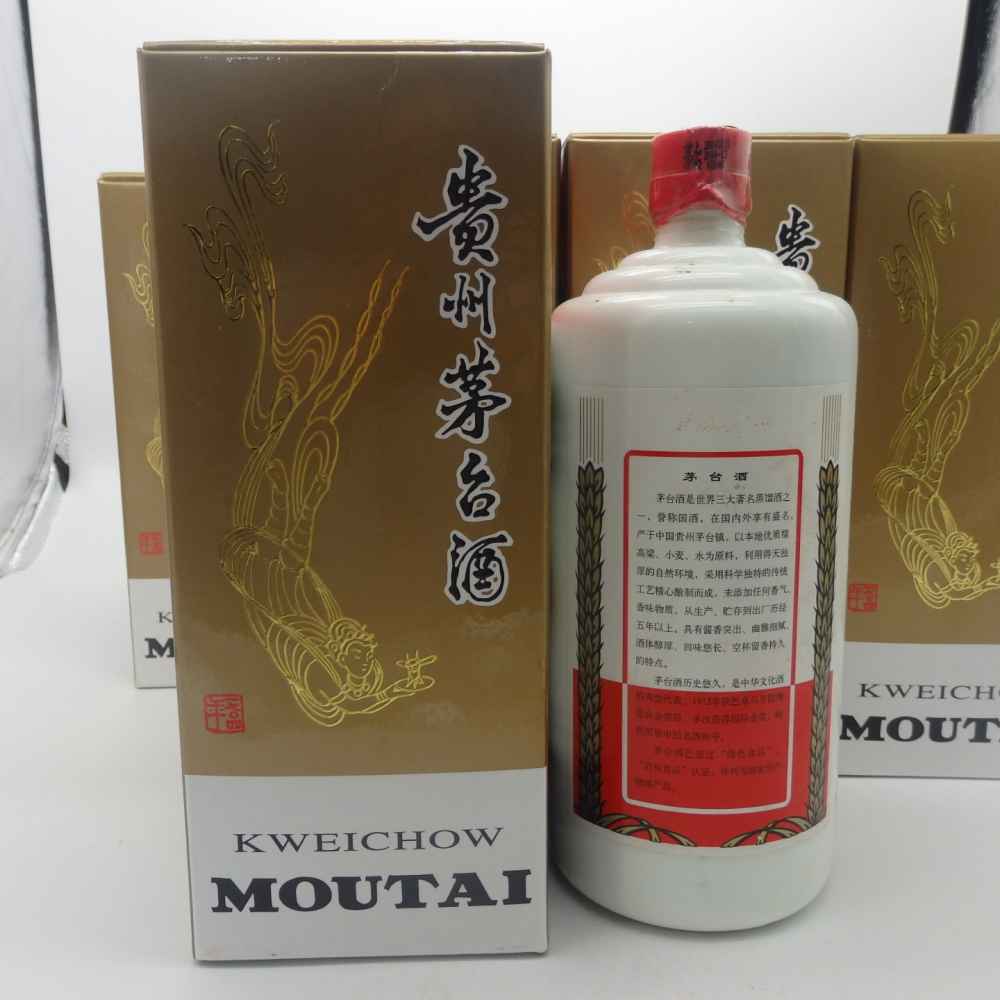 贵州茅台酒
KWEICHOW
MOUTAI
茅台酒
茅台酒是世界三大著名蒸馏酒之
一，誉称国酒，在国内外享有盛名。
产于中国贵州茅台镇，以本地优质糯
高粱、小麦、水为原料，利用得天独
厚的自然环境，采用科学独特的传统
工艺精心酿制而成，未添加任何香气、
香味物质，从生产、贮存到出厂历经
五年以上，具有酱香突出、幽雅细腻、
酒体醇厚、回味悠长、空杯留香持久
的特点。
茅台酒历史悠久，是中华文化酒
贵
KWEICHOW
MOUT
K
M